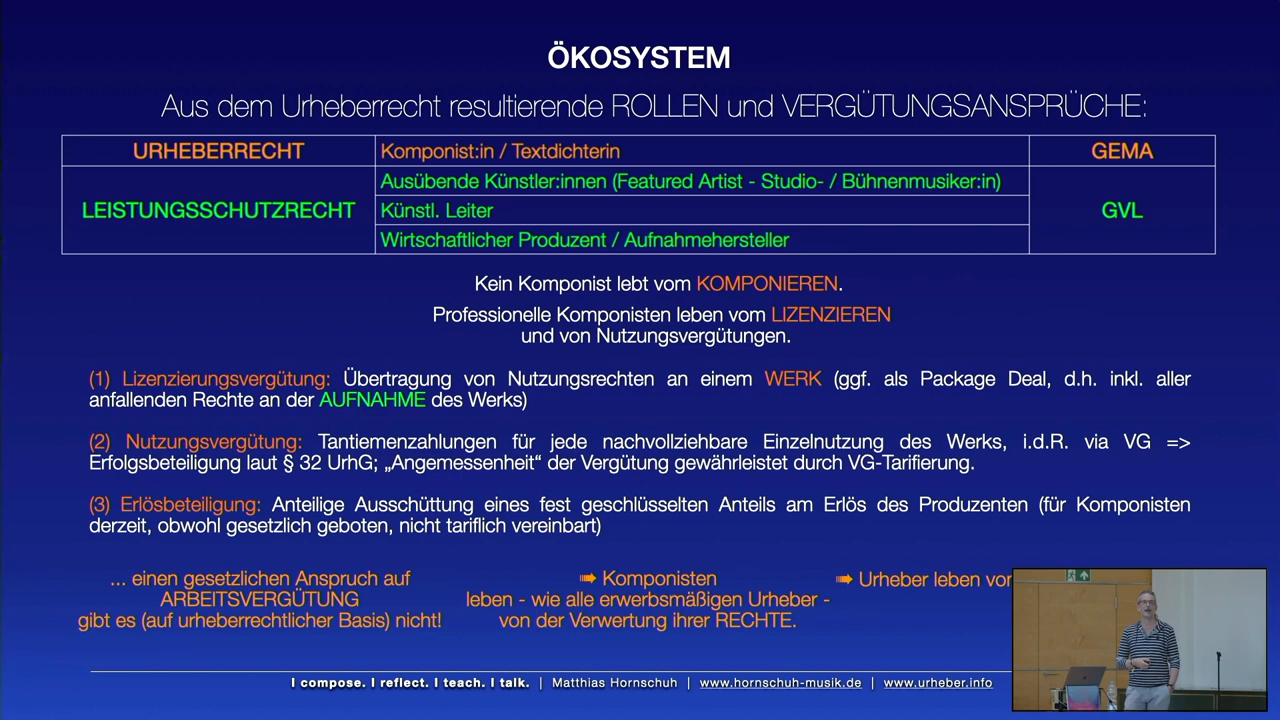 ÖKOSYSTEM
Aus dem Urheberrecht resultierende ROLLEN und VERGÜTUNGSANSPRÜCHE:
URHEBERRECHT Komponist:in / Textdichterin GEMA
Ausübende Künstler:innen (Featured Artist - Studio- / Bühnenmusiker:in)
LEISTUNGSSCHUTZRECHT Künstl. Leiter GVL
Wirtschaftlicher Produzent / Aufnahmehersteller
Kein Komponist lebt vom KOMPONIEREN.
Professionelle Komponisten leben vom LIZENZIEREN
und von Nutzungsvergütungen.
(1) Lizenzierungsvergütung: Übertragung von Nutzungsrechten an einem WERK (ggf. als Package Deal, d.h. inkl. aller
anfallenden Rechte an der AUFNAHME des Werks)
(2) Nutzungsvergütung: Tantiemenzahlungen für jede nachvollziehbare Einzelnutzung des Werks, i.d.R. via VG =>
Erfolgsbeteiligung laut § 32 UrhG; „Angemessenheit“ der Vergütung gewährleistet durch VG-Tarifierung.
(3) Erlösbeteiligung: Anteilige Ausschüttung eines fest geschlüsselten Anteils am Erlös des Produzenten (für Komponisten
derzeit, obwohl gesetzlich geboten, nicht tariflich vereinbart)
... einen gesetzlichen Anspruch auf
ARBEITSVERGÜTUNG
gibt es (auf urheberrechtlicher Basis) nicht!
➠ Komponisten
leben - wie alle erwerbsmäßigen Urheber -
von der Verwertung ihrer RECHTE.
➠ Urheber leben
I compose. I reflect. I teach. I talk. | Matthias Hornschuh | www.hornschuh-musik.de | www.urheber.info